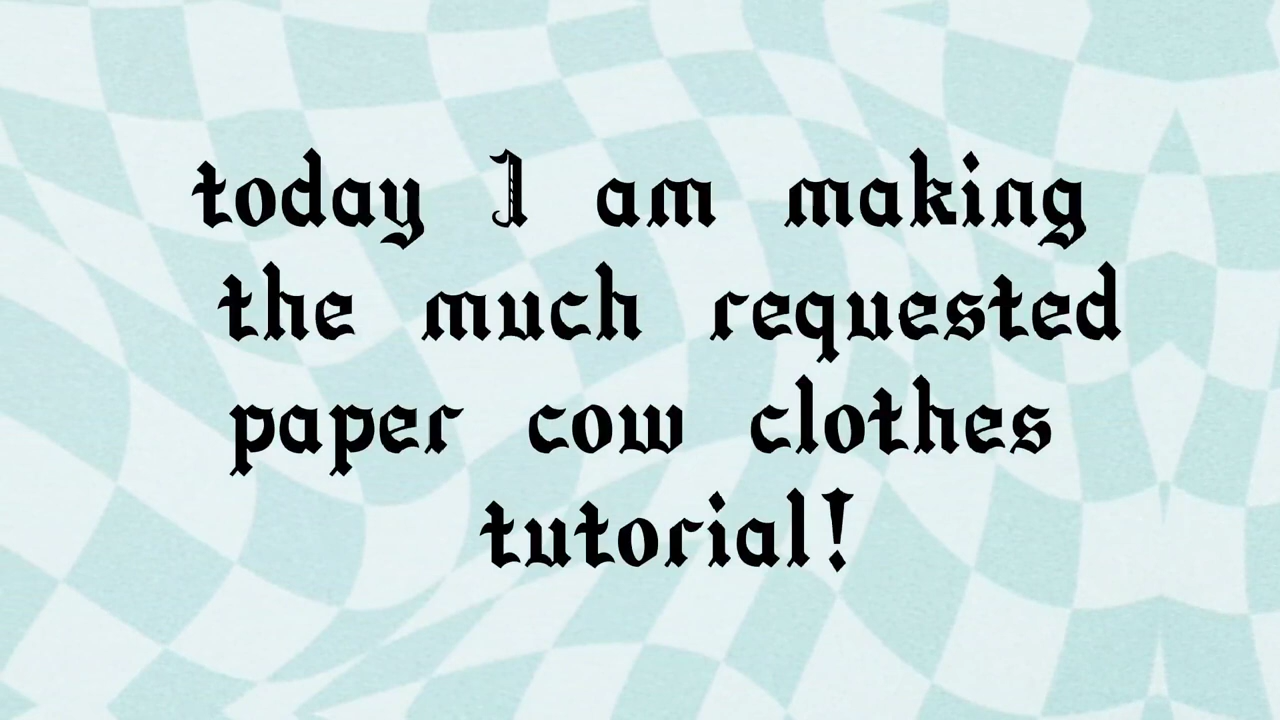 today I am making
the much requested
paper cow clothes
tutorial!